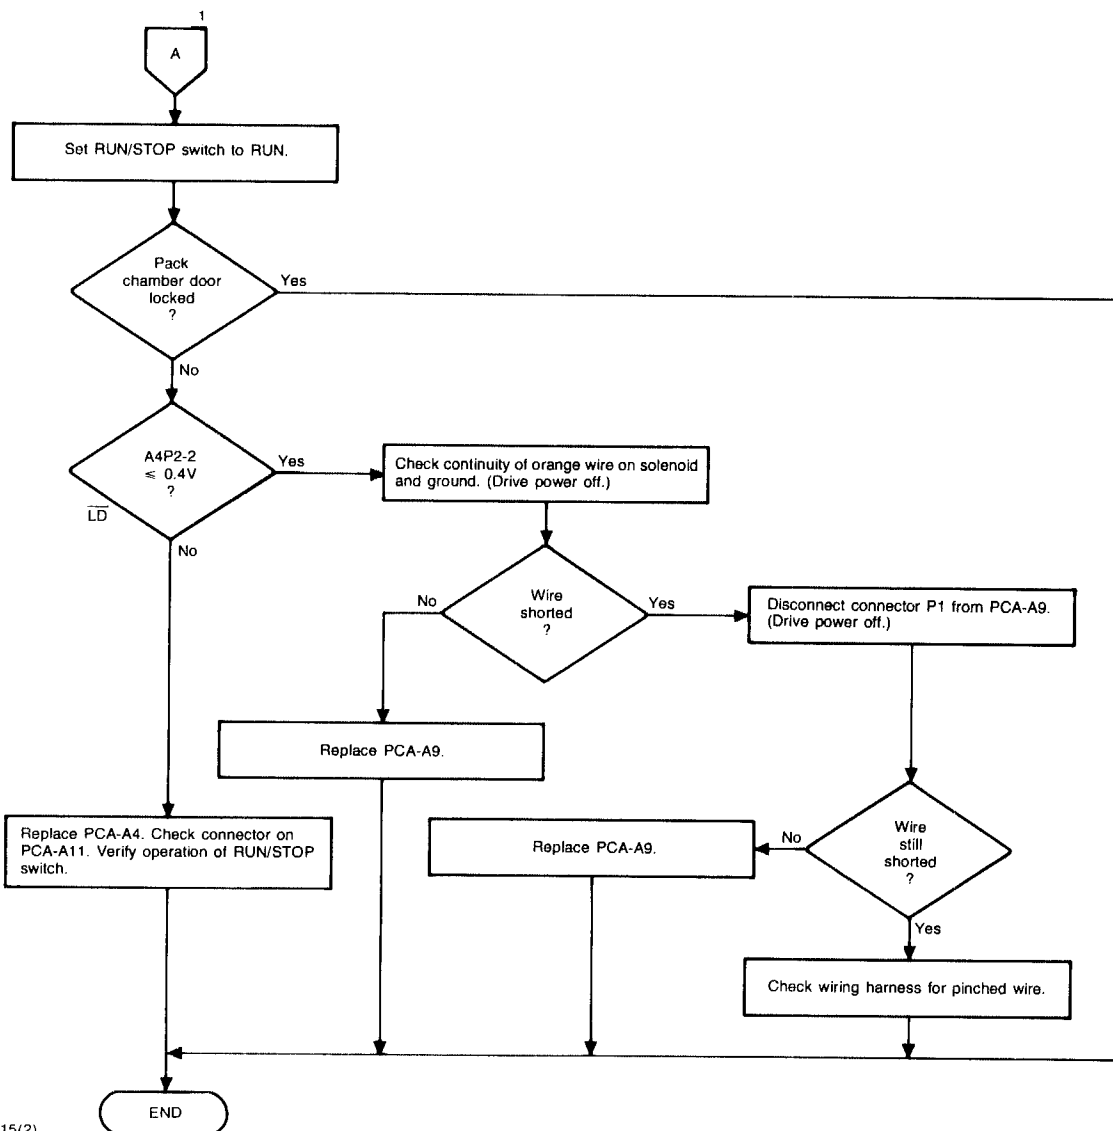 1
A
Set RUN/STOP switch to RUN.
Pack
chamber door
locked
?
Yes
No
A4P2-2
≤ 0.4V
?
Yes
LD
No
Check continuity of orange wire on solenoid
and ground. (Drive power off.)
Wire
shorted
?
No
Yes
Disconnect connector P1 from PCA-A9.
(Drive power off.)
Replace PCA-A9.
Replace PCA-A4. Check connector on
PCA-A11. Verify operation of RUN/STOP
switch.
Replace PCA-A9.
No
Wire
still
shorted
?
Yes
Check wiring harness for pinched wire.
END
15(2)